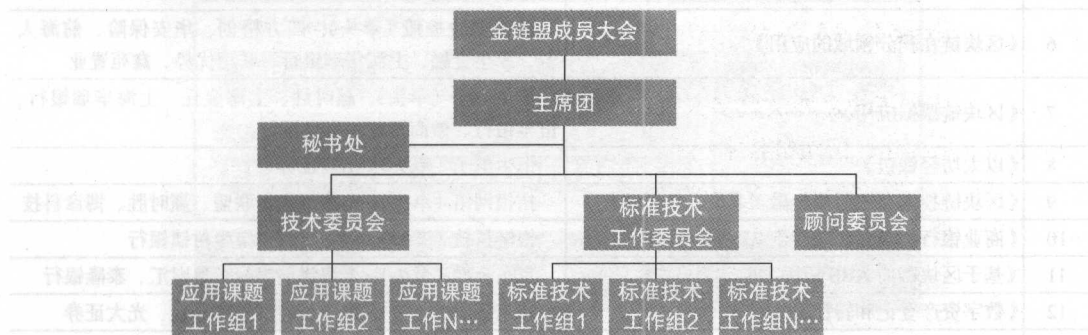 金链盟成员大会
主席团
秘书处
技术委员会
标准技术
工作委员会
顾问委员会
应用课题
工作组1
应用课题
工作组2
应用课题
工作N…
标准技术
工作组1
标准技术
工作组2
标准技术
工作组N…